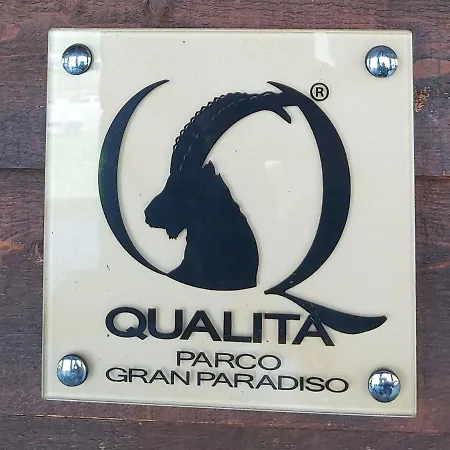 ®
QUALITÀ
PARCO
GRAN PARADISO